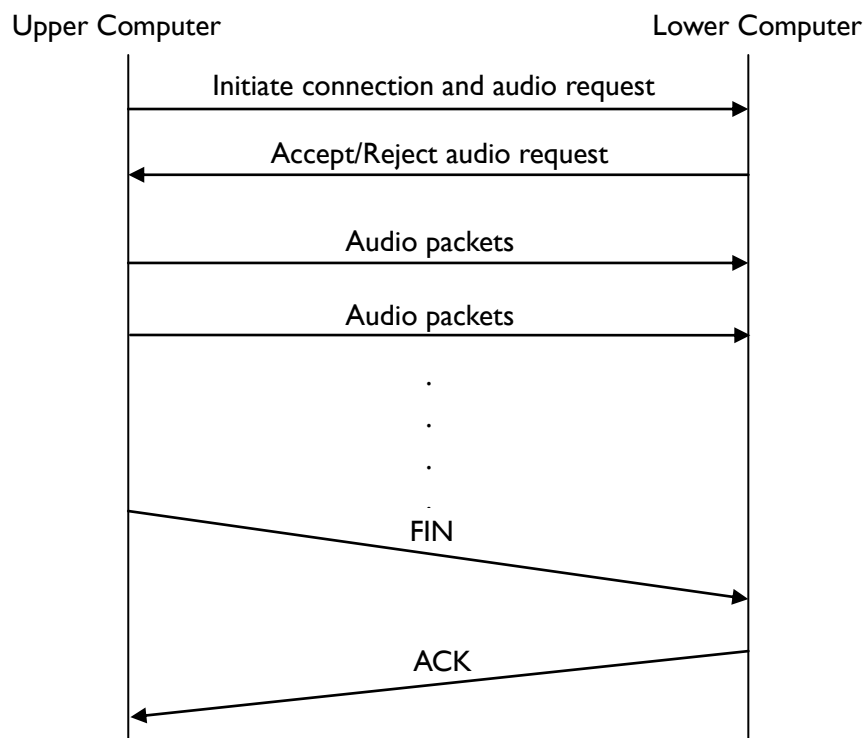 Upper Computer
Lower Computer
Initiate connection and audio request
Accept/Reject audio request
Audio packets
Audio packets
.
.
.
.
FIN
ACK